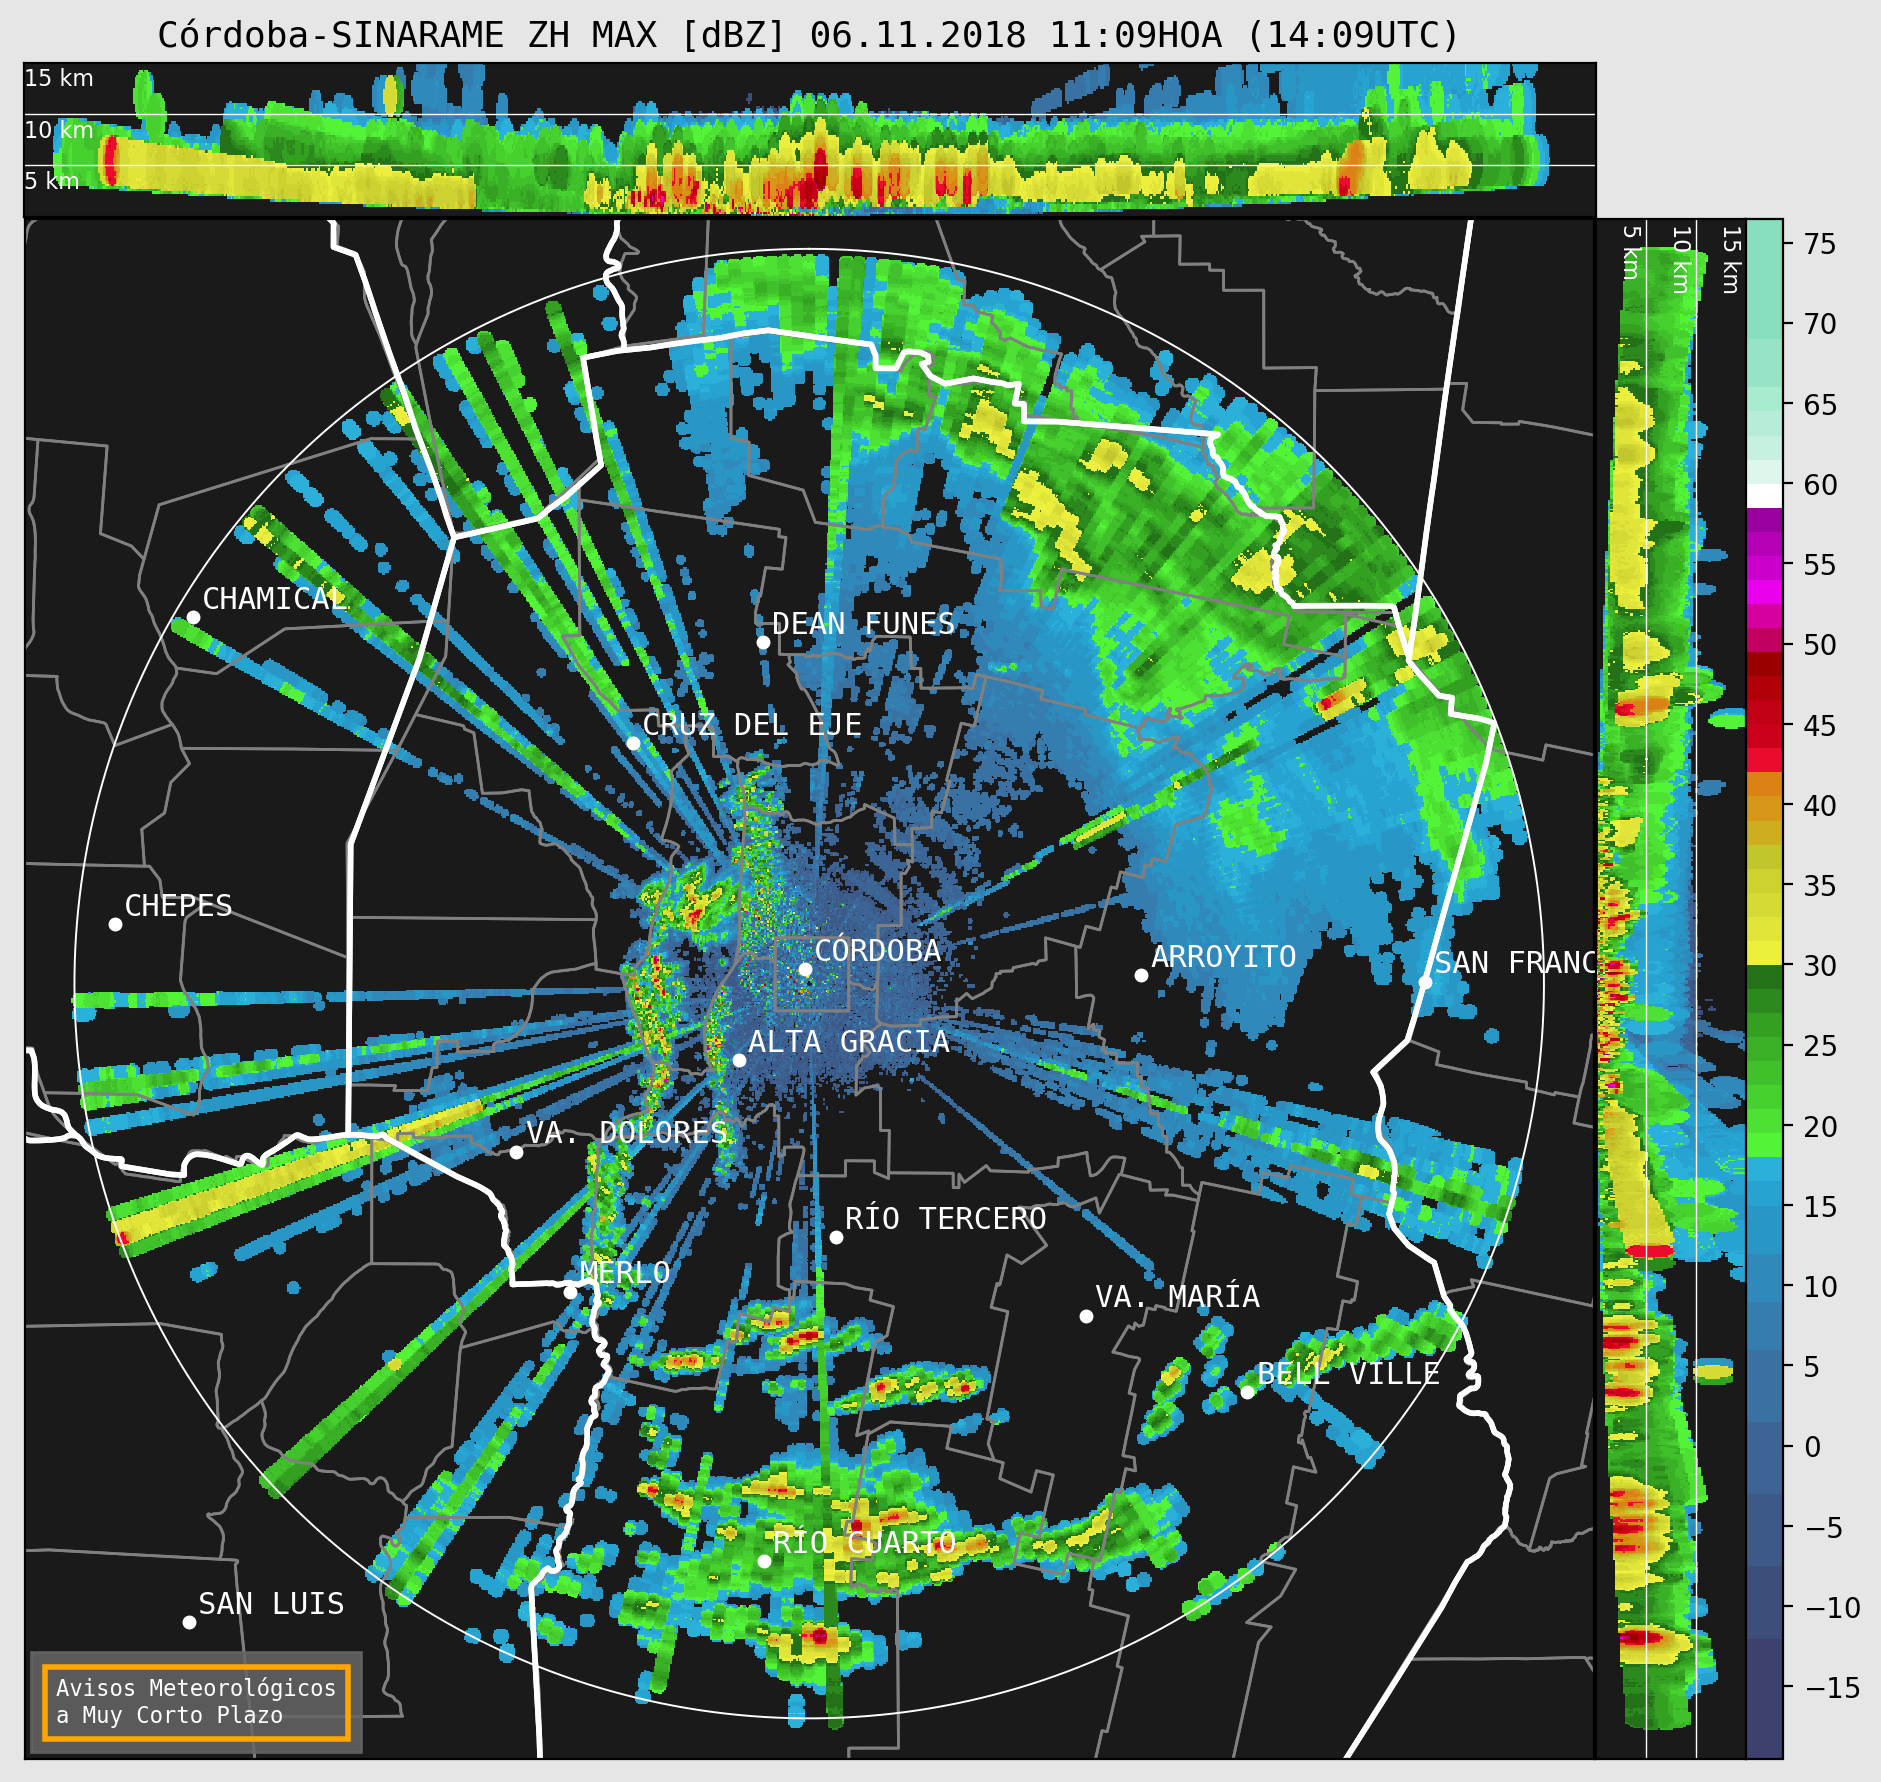 Córdoba-SINARAME ZH MAX [dBZ] 06.11.2018 11:09HOA (14:09UTC)
15 km
10 km
5 km
5 km
10 km
15 km
75
70
65
60
55
50
45
40
35
30
25
20
15
10
5
0
−5
−10
−15
CHAMICAL
DEAN FUNES
CRUZ DEL EJE
CHEPES
CÓRDOBA
ARROYITO
SAN FRANC
ALTA GRACIA
VA. DOLORES
RÍO TERCERO
MERLO
VA. MARÍA
BELL VILLE
RÍO CUARTO
SAN LUIS
Avisos Meteorológicos
a Muy Corto Plazo